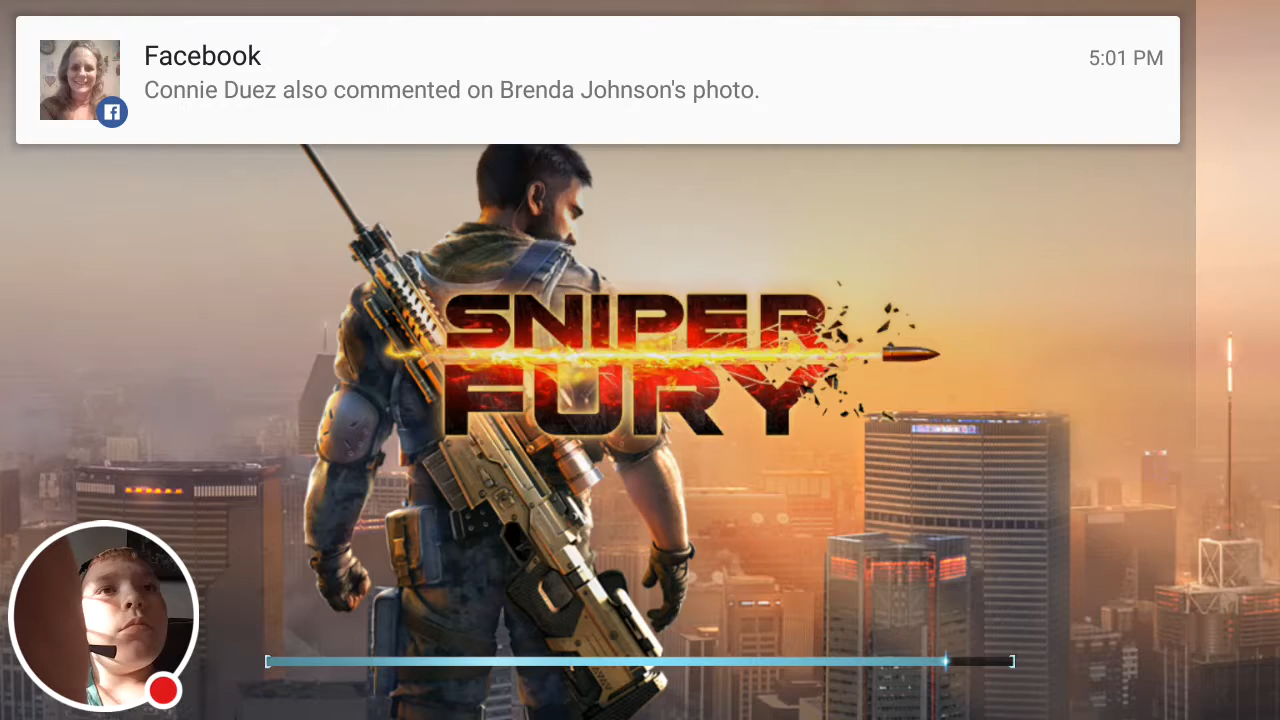 Facebook
5:01 PM
Connie Duez also commented on Brenda Johnson's photo.
SNIPER
FURY